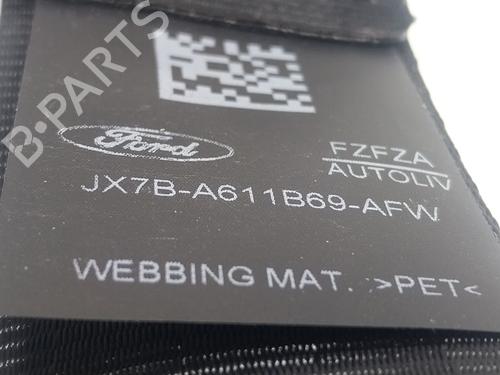 B-PARTS
Ford
FZFZA
AUTOLIV
JX7B-A611B69-AFW
WEBBING MAT. >PET<